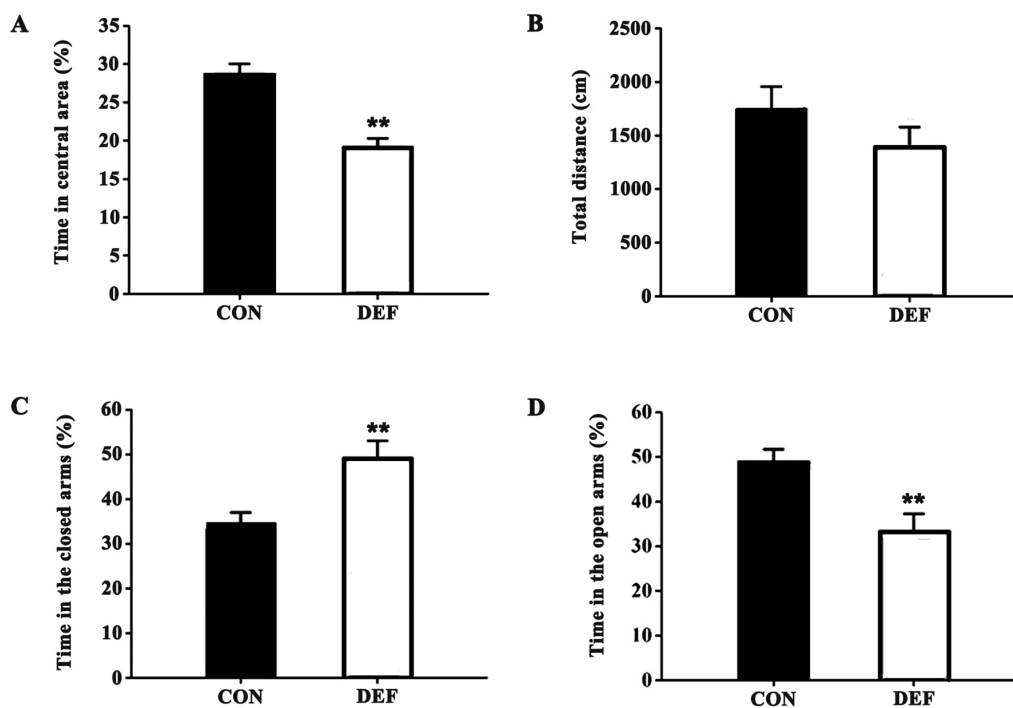 A
Time in central area (%)
35
30
25
20
15
10
5
0
**
CON
DEF
B
Total distance (cm)
2500
2000
1500
1000
500
0
CON
DEF
C
Time in the closed arms (%)
60
50
40
30
20
10
0
**
CON
DEF
D
Time in the open arms (%)
60
50
40
30
20
10
0
**
CON
DEF